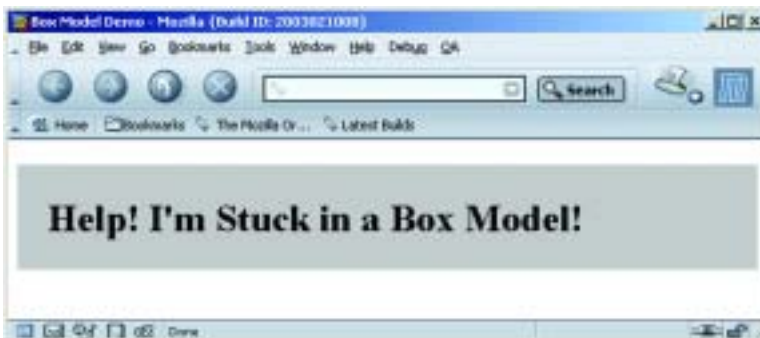 Box Model Demo - Mozilla {Build ID: 2003021008}
File Edit View Go Bookmarks Tools Window Help Debug QA
Search
Home Bookmarks The Mozilla Or... Latest Builds
Help! I'm Stuck in a Box Model!
Done